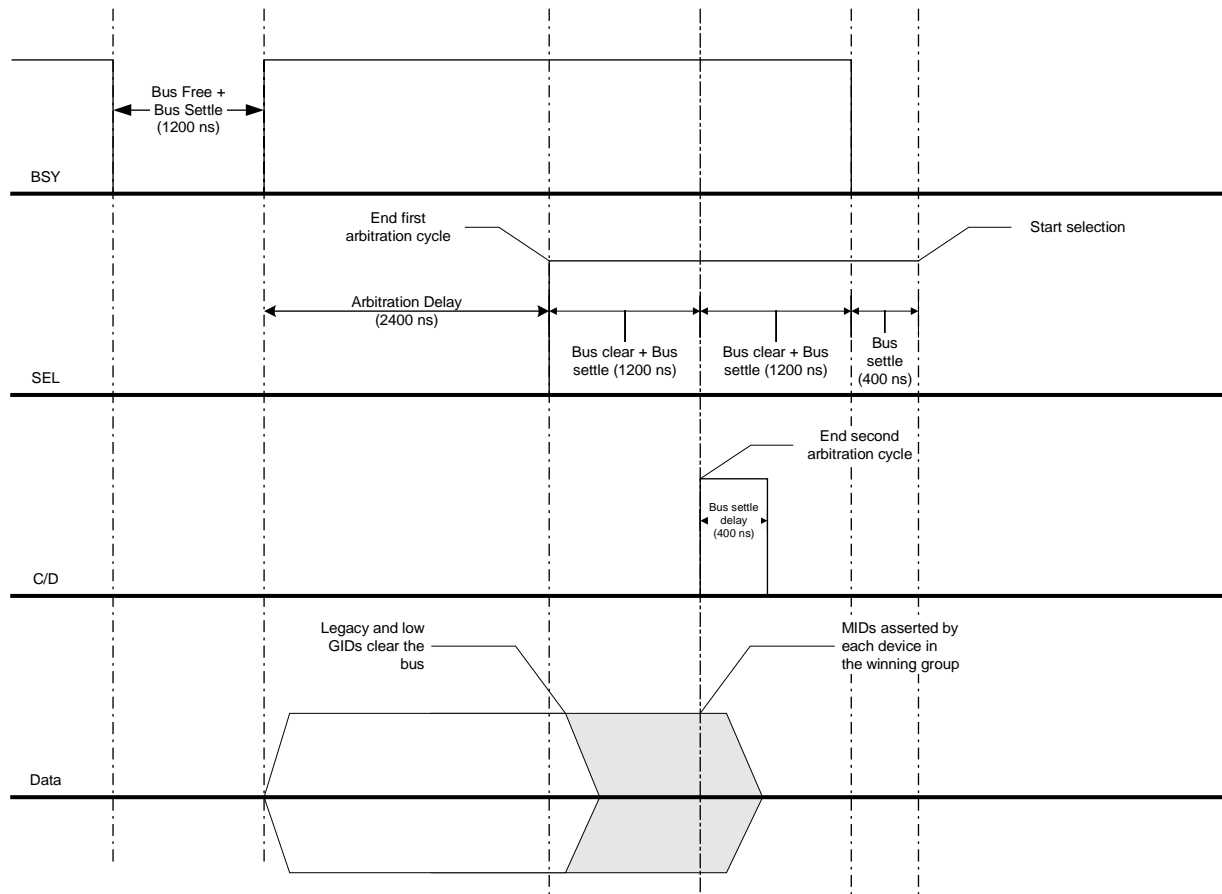 Bus Free +
Bus Settle
(1200 ns)
BSY
End first
arbitration cycle
Start selection
Arbitration Delay
(2400 ns)
Bus clear + Bus
settle (1200 ns)
Bus clear + Bus
settle (1200 ns)
Bus
settle
(400 ns)
SEL
End second
arbitration cycle
Bus settle
delay
(400 ns)
C/D
Legacy and low
GIDs clear the
bus
MIDs asserted by
each device in
the winning group
Data